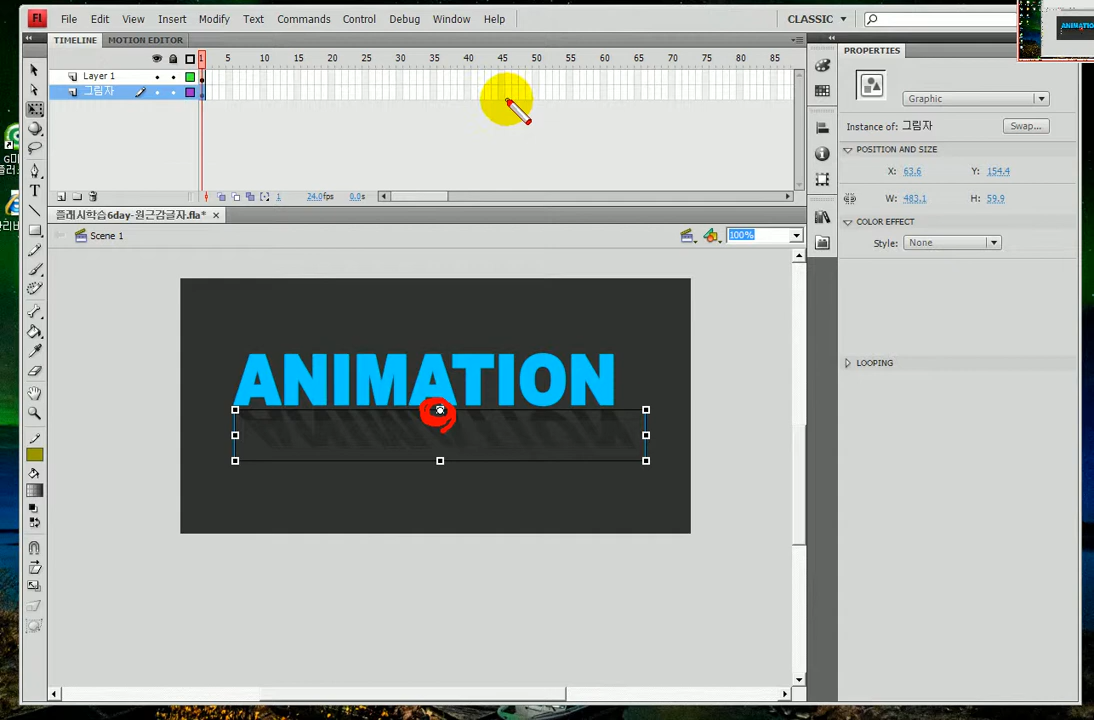 Fl File Edit View Insert Modify Text Commands Control Debug Window Help CLASSIC
ANIMATION
TIMELINE MOTION EDITOR
PROPERTIES
1 5 10 15 20 25 30 35 40 45 50 55 60 65 70 75 80 85
Layer 1
그림자
Graphic
Instance of: 그림자 Swap...
POSITION AND SIZE
X: 63.6 Y: 154.4
W: 483.1 H: 59.9
1 24.0fps 0.0s
COLOR EFFECT
플래시학습6day-원근감글자.fla*
Scene 1 100%
Style: None
LOOPING
ANIMATION
ANIMATION